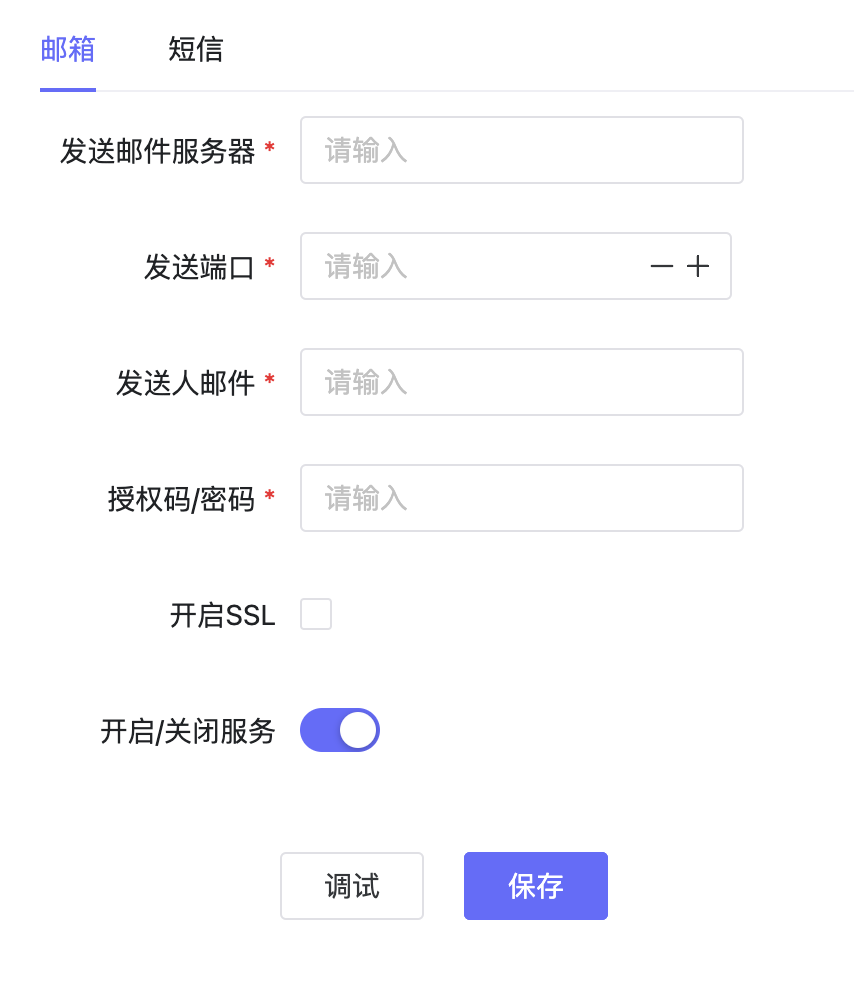 邮箱 短信
发送邮件服务器 * 请输入
发送端口 * 请输入
发送人邮件 * 请输入
授权码/密码 * 请输入
开启SSL
开启/关闭服务
调试 保存